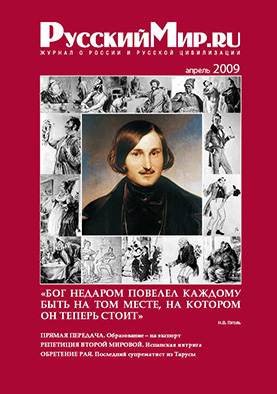 РУССКИЙМИР.RU
ЖУРНАЛ О РОССИИ И РУССКОЙ ЦИВИЛИЗАЦИИ
апрель 2009
«БОГ НЕДАРОМ ПОВЕЛЕЛ КАЖДОМУ
БЫТЬ НА ТОМ МЕСТЕ, НА КОТОРОМ
ОН ТЕПЕРЬ СТОИТ»
Н.В. Гоголь
ПРЯМАЯ ПЕРЕДАЧА. Образование – на экспорт
РЕПЕТИЦИЯ ВТОРОЙ МИРОВОЙ. Испанская интрига
ОБРЕТЕНИЕ РАЯ. Последний супрематист из Тарусы